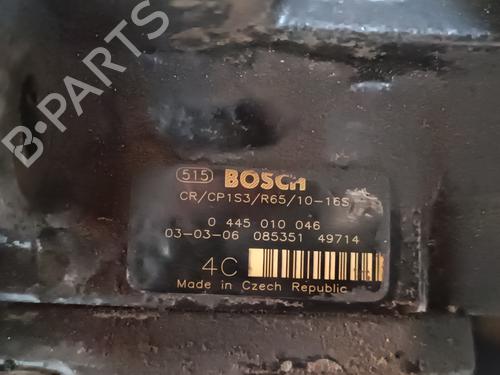 B-PARTS
515 BOSCH
CR/CP1S3/R65/10-16S
0 445 010 046
03-03-06 085351 49714
4C
Made in Czech Republic